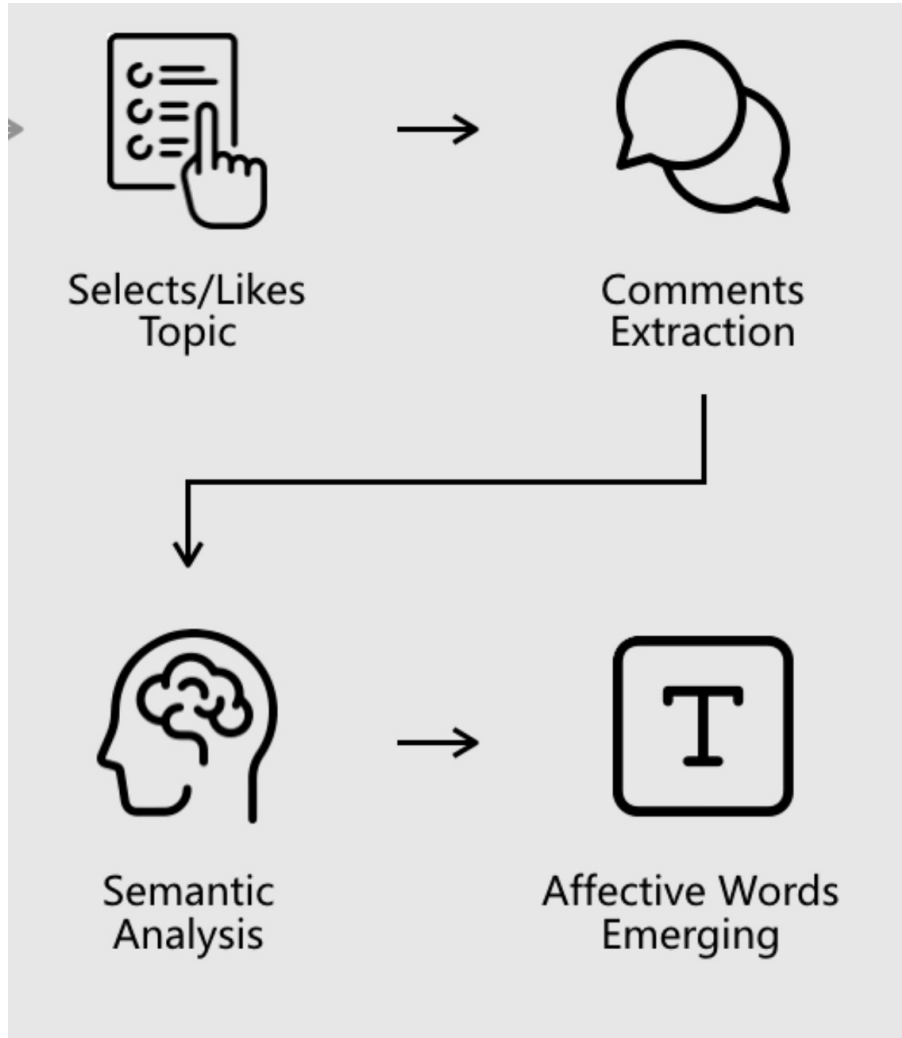 Selects/Likes
Topic
Comments
Extraction
Semantic
Analysis
T
Affective Words
Emerging